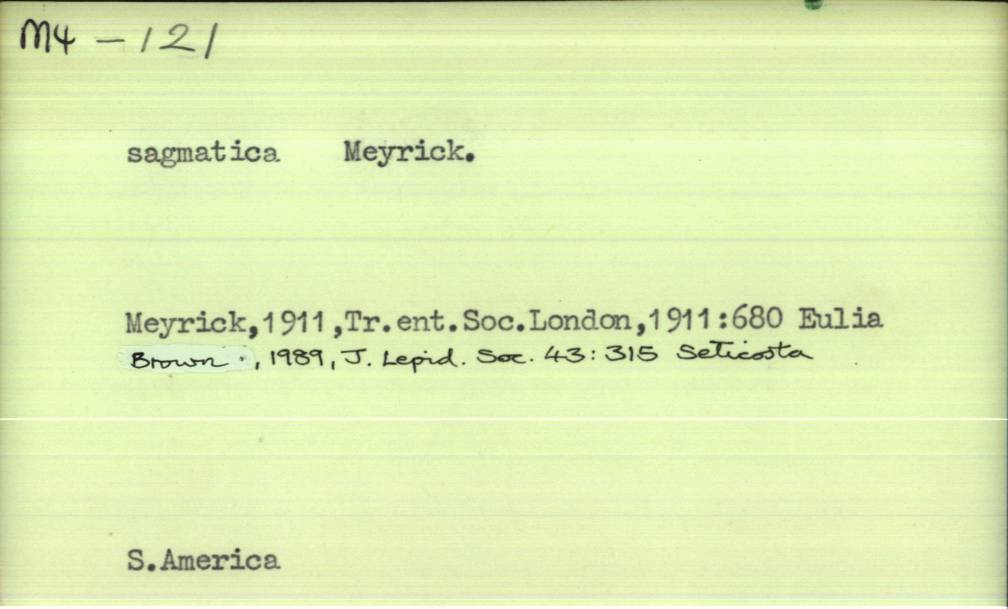 M4 - 121
sagmatica Meyrick.
Meyrick,1911,Tr.ent.Soc.London,1911:680 Eulia
Brown, 1989, J. Lepid. Soc. 43: 315 Seticosta
S.America